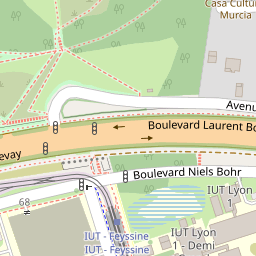 Casa Cultu
Murcia
Avenu
Boulevard Laurent Bo
evay
Boulevard Niels Bohr
IUT Lyon
1
68
IUT Lyon
1 -
Demi
IUT - Feyssine
IUT - Feyssine